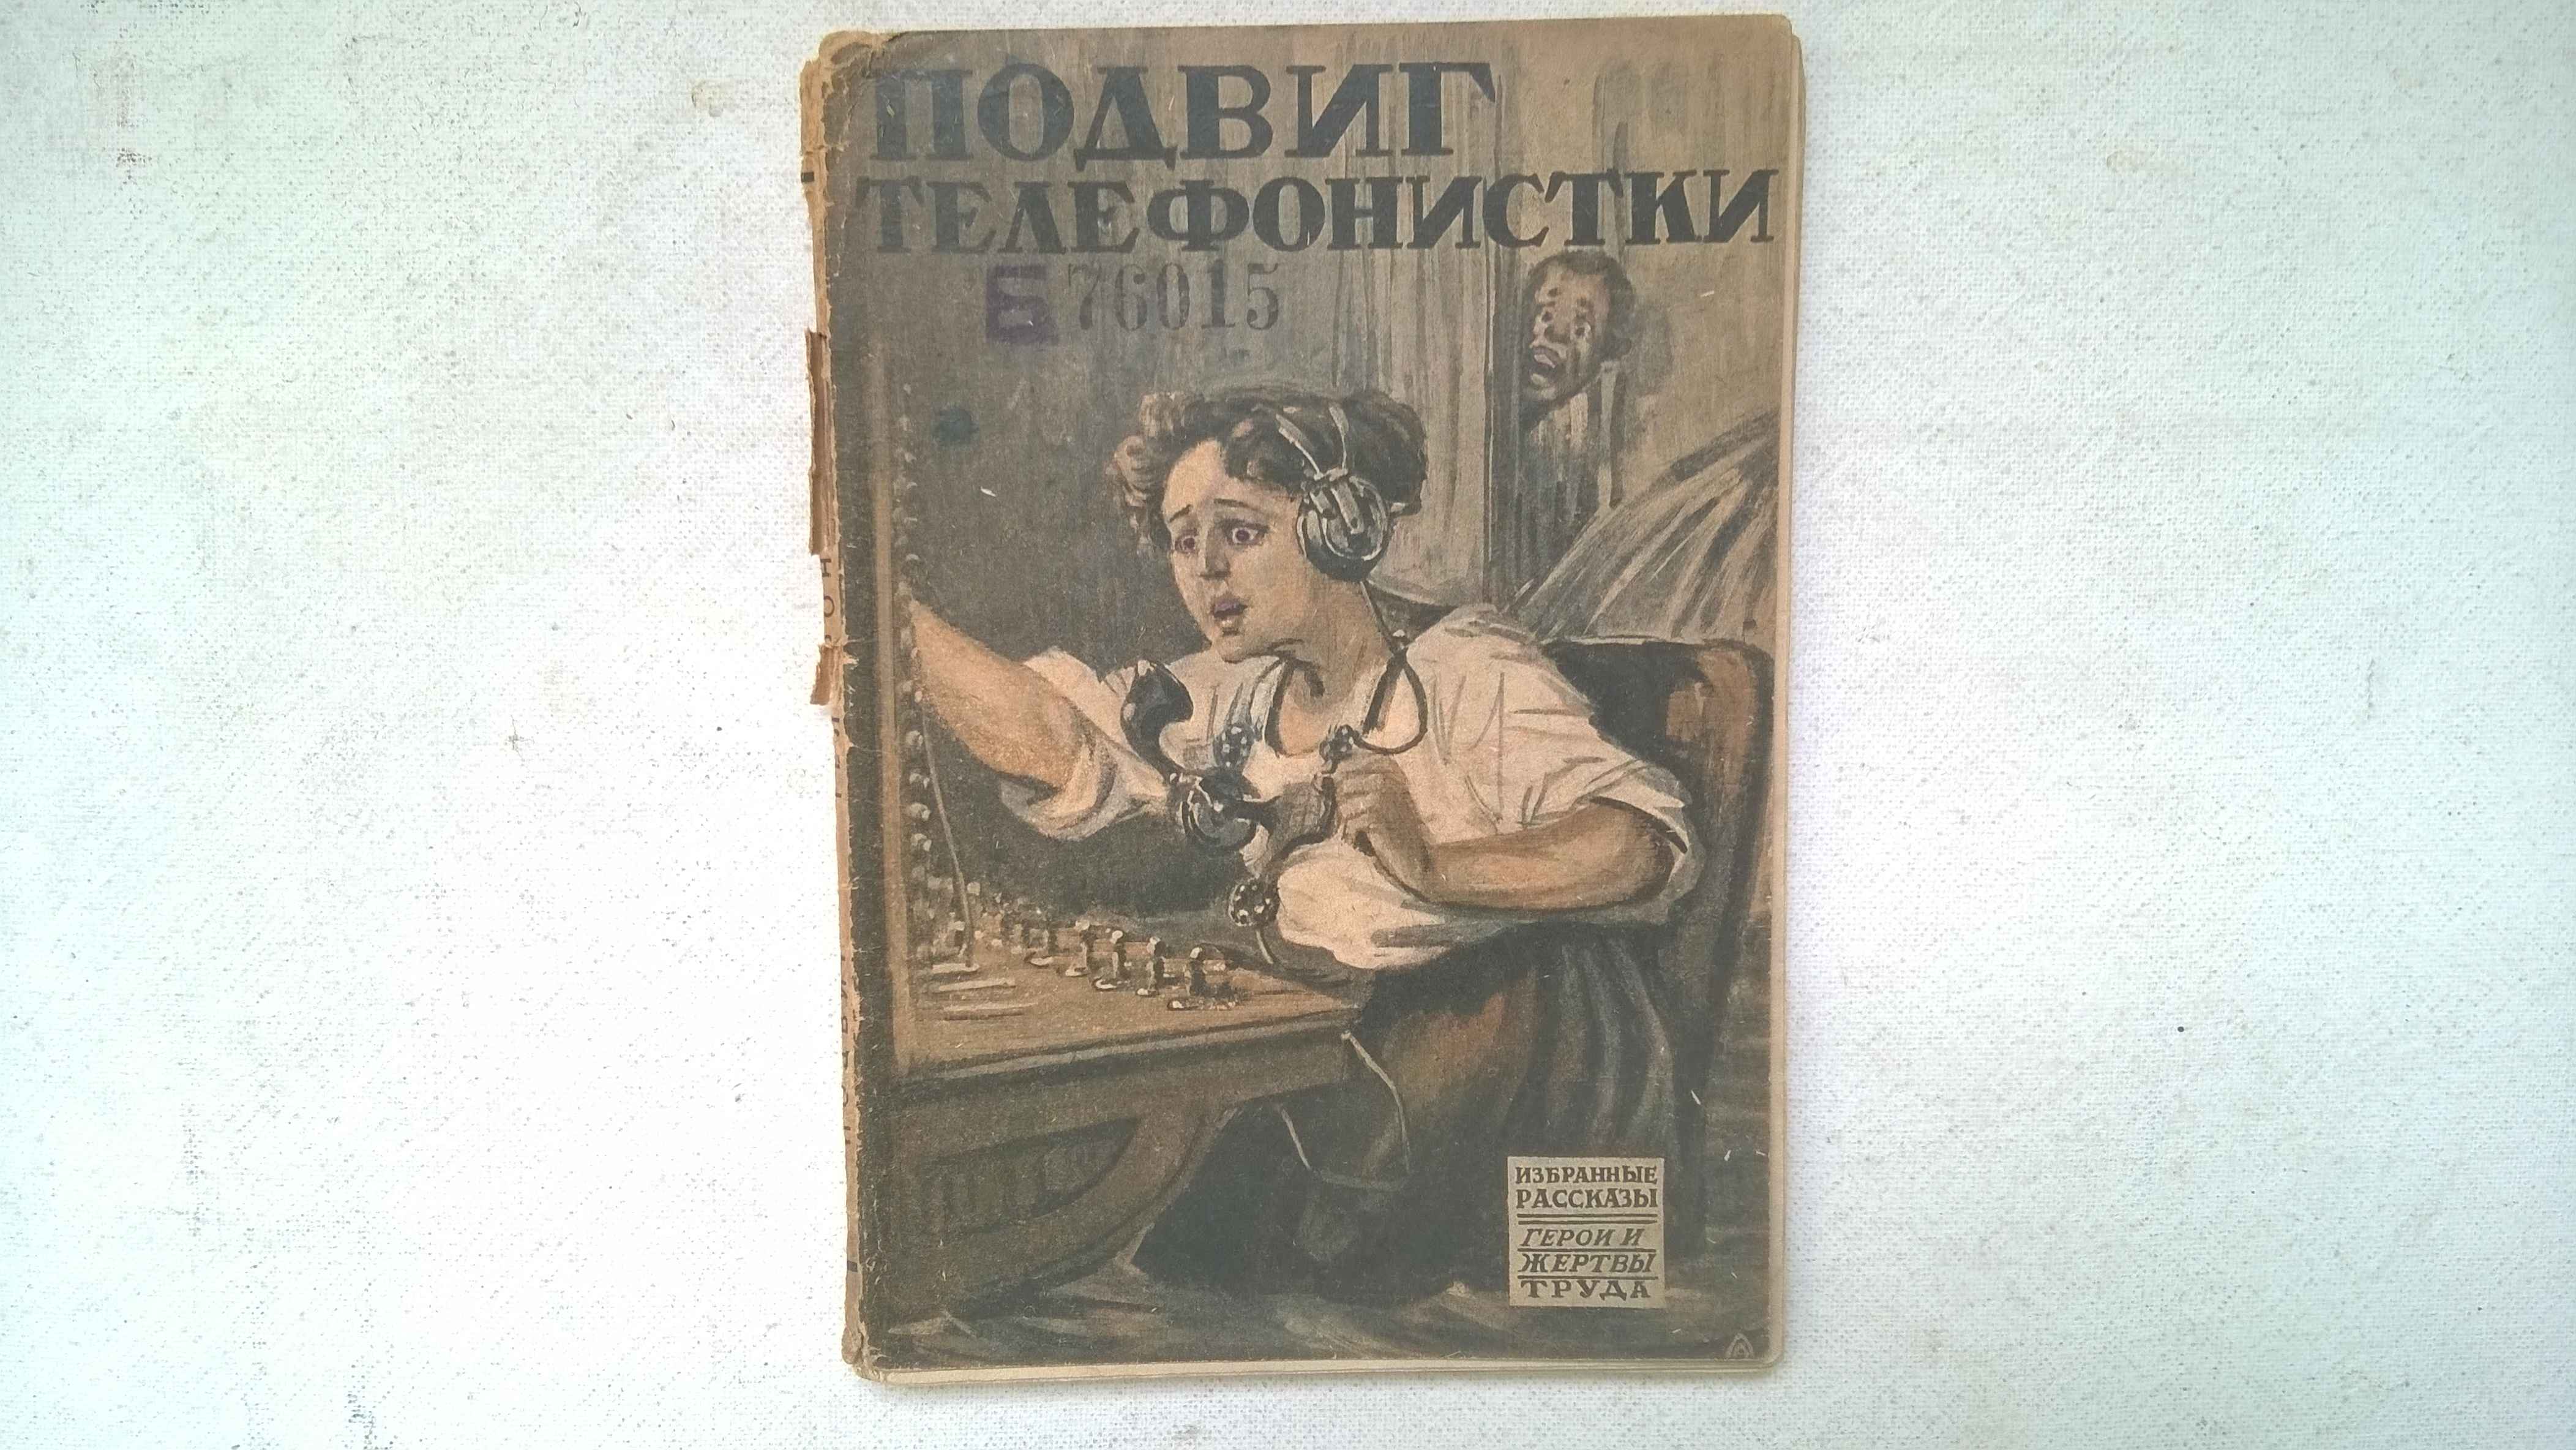 ПОДВИГ
ТЕЛЕФОНИСТКИ
Б 76015
ИЗБРАННЫЕ
РАССКАЗЫ
ГЕРОИ И
ЖЕРТВЫ
ТРУДА